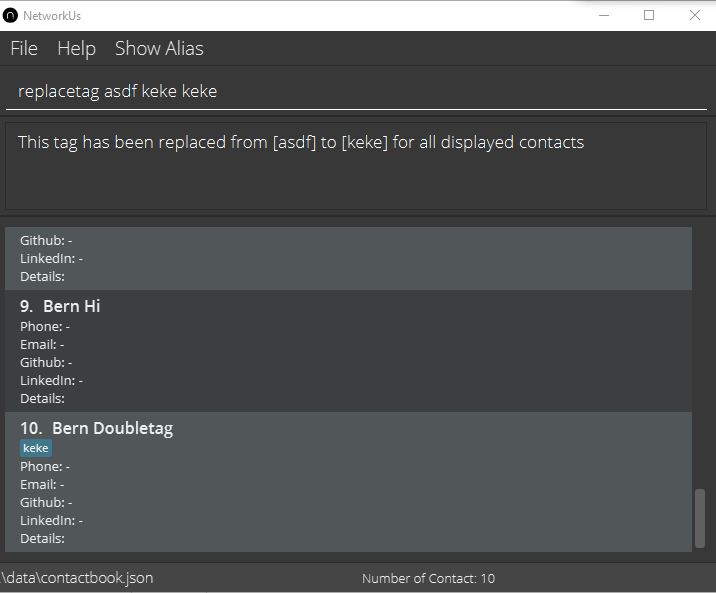 NetworkUs
File Help Show Alias
replacetag asdf keke keke
This tag has been replaced from [asdf] to [keke] for all displayed contacts
Github: -
LinkedIn: -
Details:
9. Bern Hi
Phone: -
Email: -
Github: -
LinkedIn: -
Details:
10. Bern Doubletag
keke
Phone: -
Email: -
Github: -
LinkedIn: -
Details:
.\data\contactbook.json
Number of Contact: 10